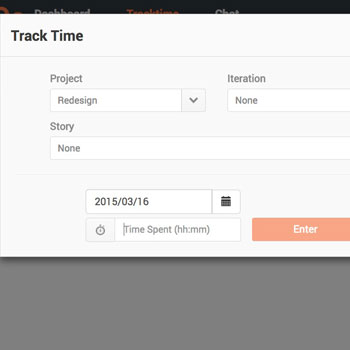 Dashboard Tracktime Chat
Track Time
Project Iteration
Redesign None
Story
None
2015/03/16
Time Spent (hh:mm) Enter